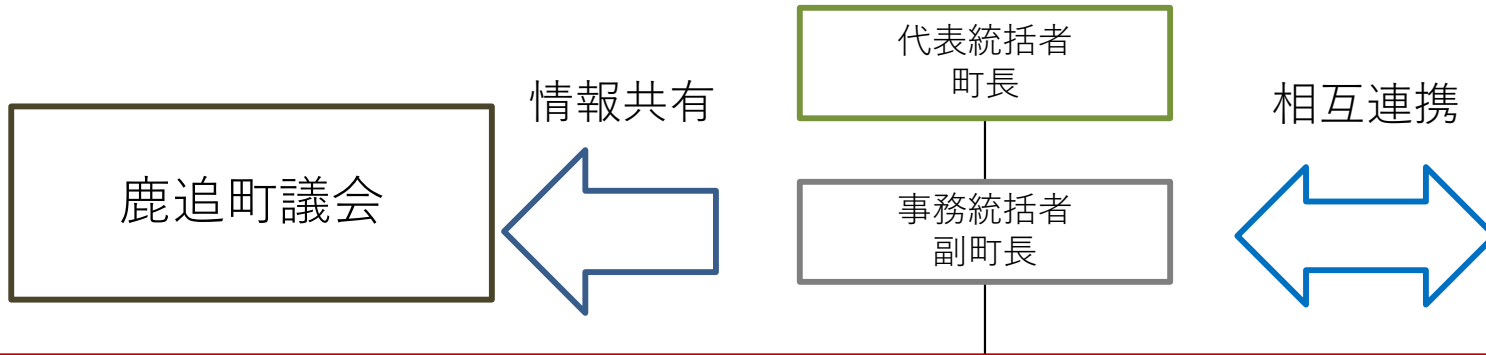 代表統括者
町長
情報共有
相互連携
鹿追町議会
事務統括者
副町長